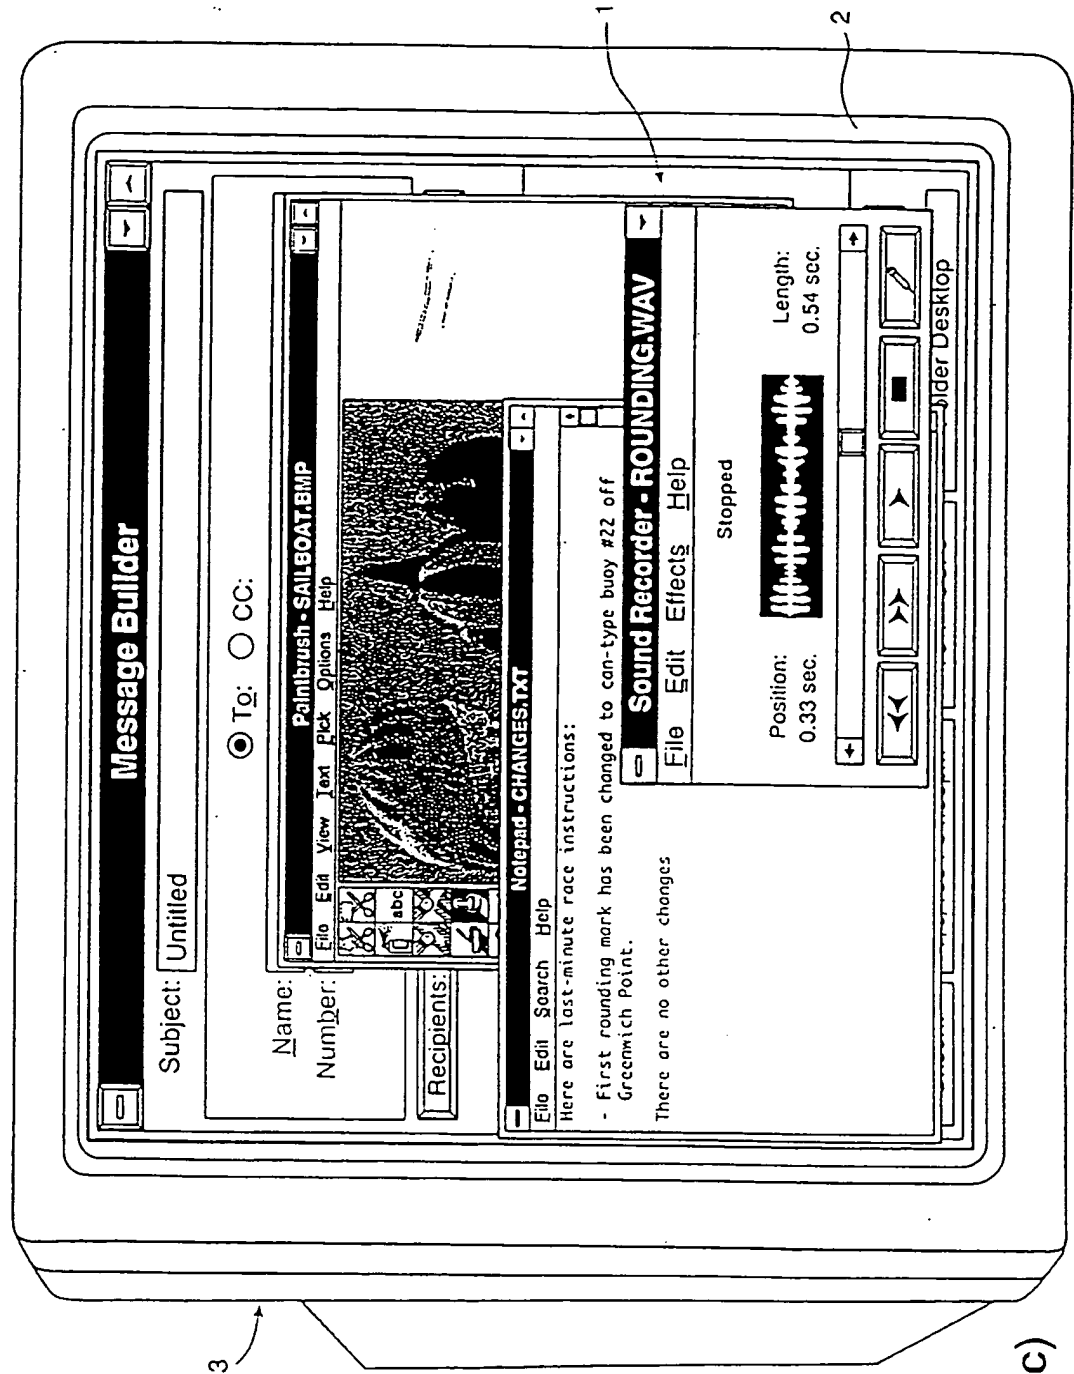 Message Builder
Subject: Untitled
To: CC:
Name:
Number:
Recipients:
Paintbrush - SAILBOAT.BMP
File Edit View Text Pick Options Help
abc
Notepad - CHANGES.TXT
File Edit Search Help
Here are last-minute race instructions:
- First rounding mark has been changed to can-type buoy #22 off
Greenwich Point.
There are no other changes
Sound Recorder - ROUNDING.WAV
File Edit Effects Help
Stopped
Position: Length:
0.33 sec. 0.54 sec.
Desktop
1
2
3
C)